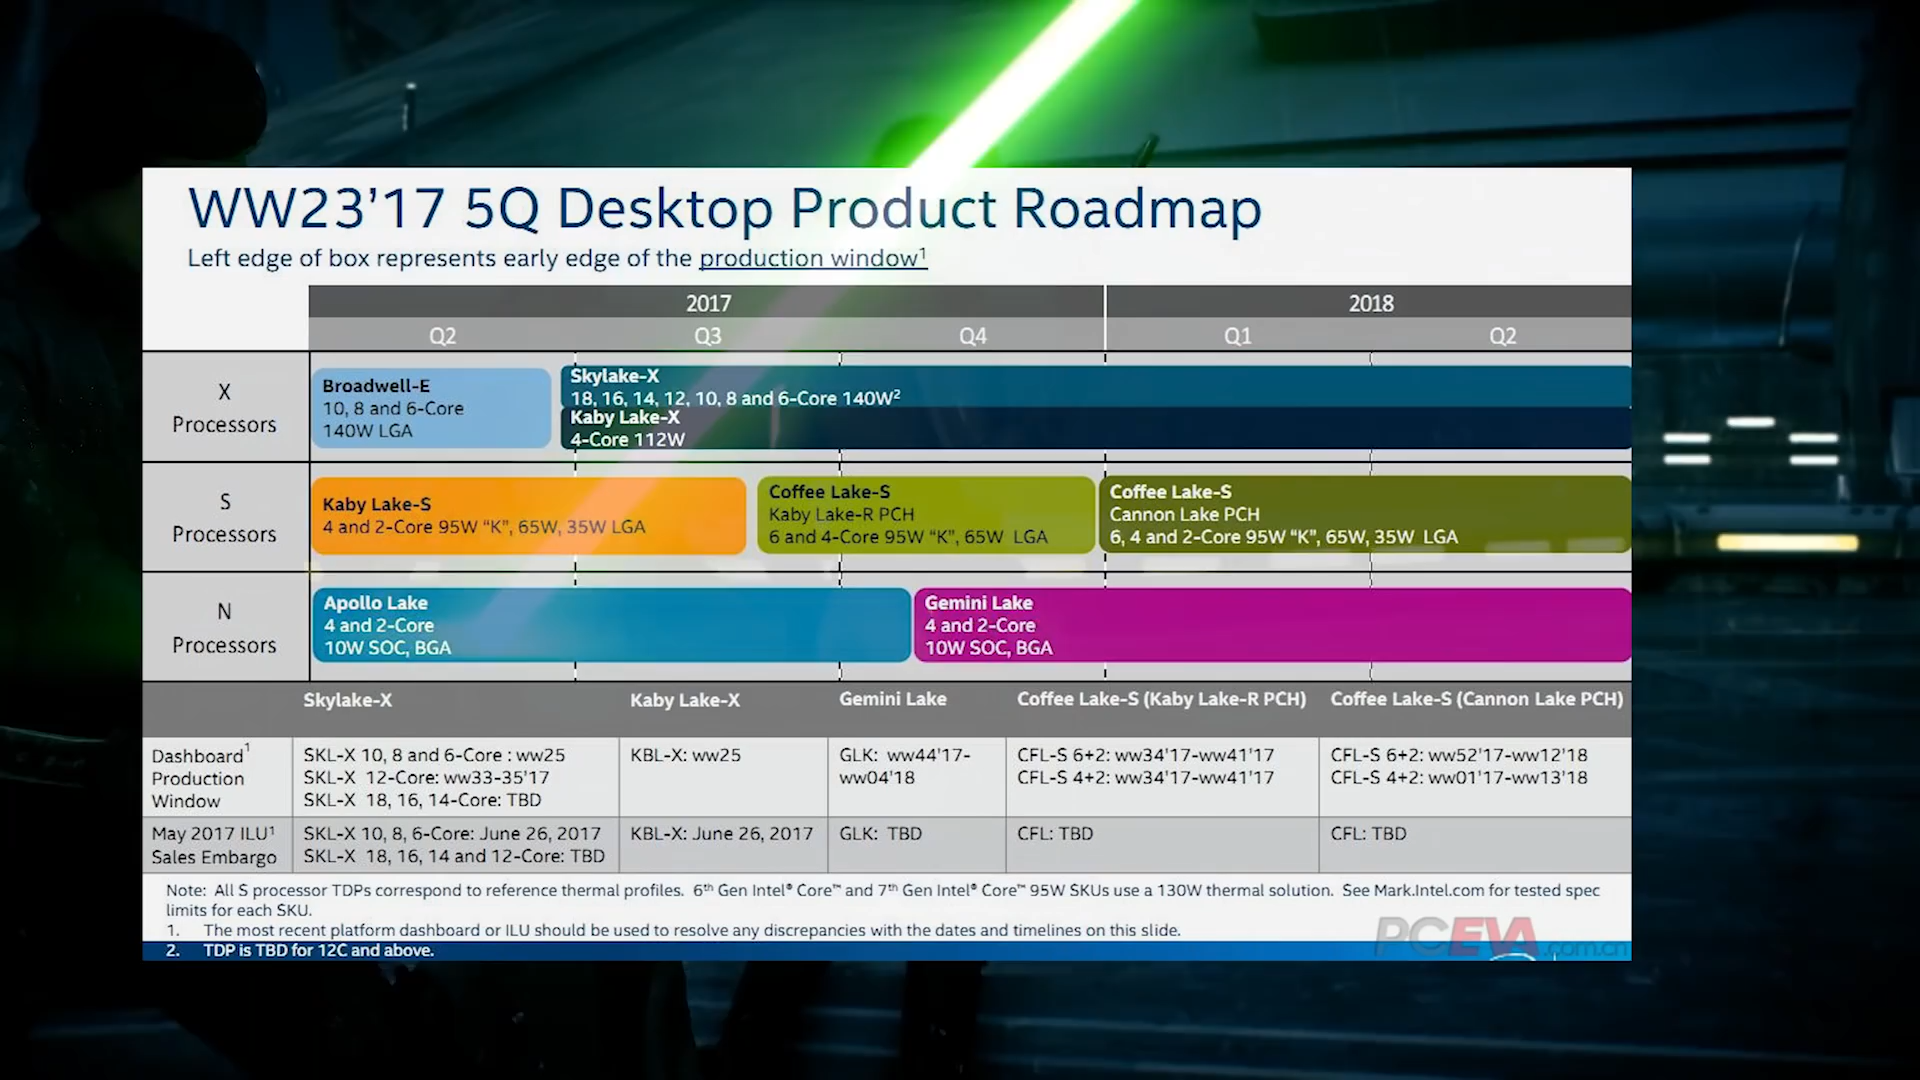 WW23'17 5Q Desktop Product Roadmap
Left edge of box represents early edge of the production window¹
2017
2018
Q2
Q3
Q4
Q1
Q2
X
Processors
Broadwell-E
10, 8 and 6-Core
140W LGA
Skylake-X
18, 16, 14, 12, 10, 8 and 6-Core 140W²
Kaby Lake-X
4-Core 112W
S
Processors
Kaby Lake-S
4 and 2-Core 95W “K”, 65W, 35W LGA
Coffee Lake-S
Kaby Lake-R PCH
6 and 4-Core 95W “K”, 65W LGA
Coffee Lake-S
Cannon Lake PCH
6, 4 and 2-Core 95W “K”, 65W, 35W LGA
N
Processors
Apollo Lake
4 and 2-Core
10W SOC, BGA
Gemini Lake
4 and 2-Core
10W SOC, BGA
Skylake-X
Kaby Lake-X
Gemini Lake
Coffee Lake-S (Kaby Lake-R PCH)
Coffee Lake-S (Cannon Lake PCH)
Dashboard¹
Production
Window
SKL-X 10, 8 and 6-Core : ww25
SKL-X 12-Core: ww33-35'17
SKL-X 18, 16, 14-Core: TBD
KBL-X: ww25
GLK: ww44'17-
ww04'18
CFL-S 6+2: ww34'17-ww41'17
CFL-S 4+2: ww34'17-ww41'17
CFL-S 6+2: ww52'17-ww12'18
CFL-S 4+2: ww01'17-ww13'18
May 2017 ILU¹
Sales Embargo
SKL-X 10, 8, 6-Core: June 26, 2017
SKL-X 18, 16, 14 and 12-Core: TBD
KBL-X: June 26, 2017
GLK: TBD
CFL: TBD
CFL: TBD
Note: All S processor TDPs correspond to reference thermal profiles. 6th Gen Intel® Core™ and 7th Gen Intel® Core™ 95W SKUs use a 130W thermal solution. See Mark.Intel.com for tested spec
limits for each SKU.
1. The most recent platform dashboard or ILU should be used to resolve any discrepancies with the dates and timelines on this slide.
2. TDP is TBD for 12C and above.
PCEVA.com.cn